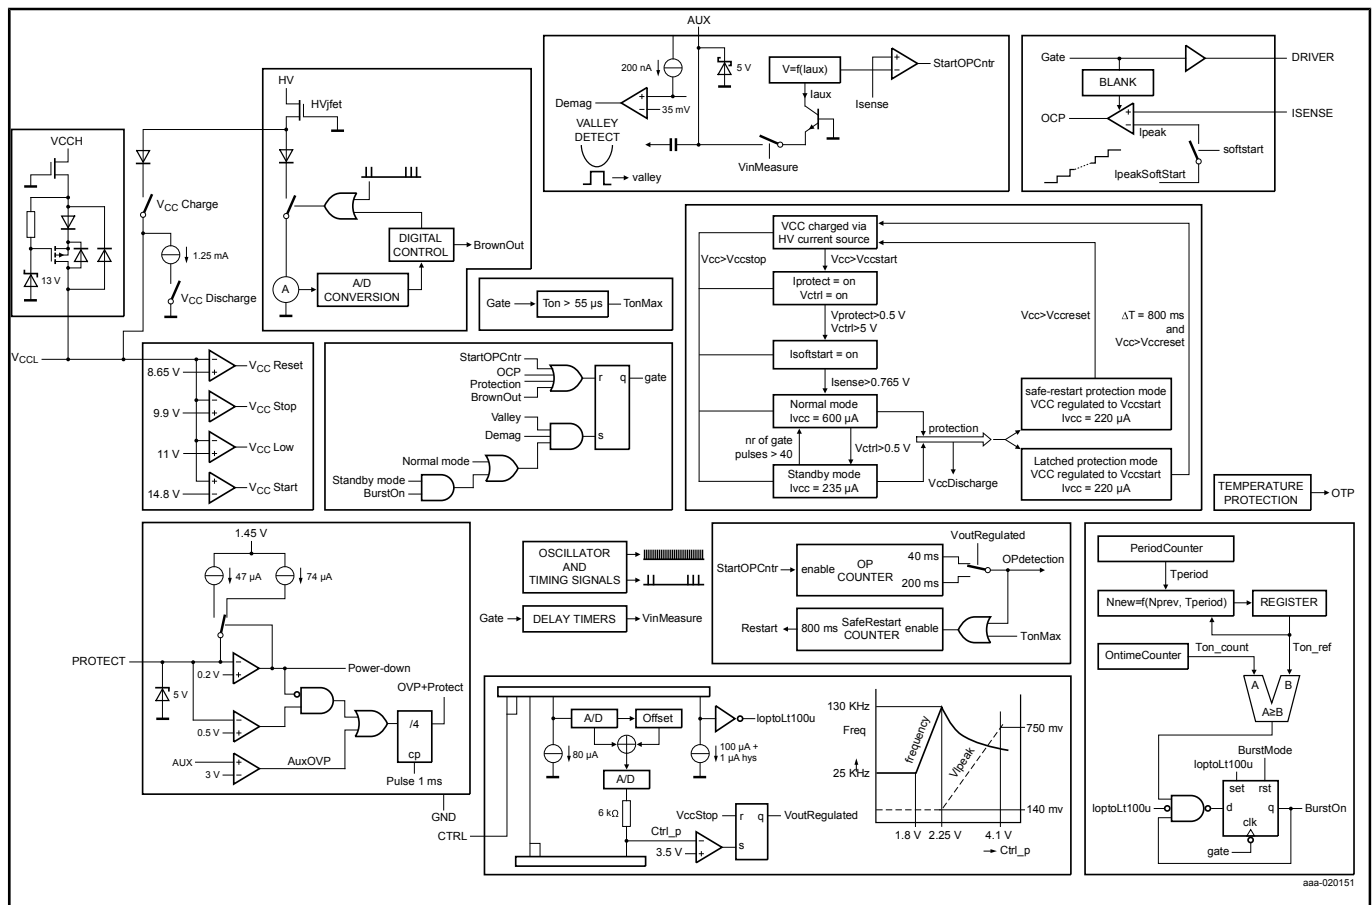 AUX
200 nA
5 V
Demag
35 mV
VALLEY
DETECT
valley
VinMeasure
V=f(Iaux)
Iaux
Isense
StartOPCntr
Gate
DRIVER
BLANK
OCP
ISENSE
Ipeak
softstart
IpeakSoftStart
HV
HVjfet
DIGITAL
CONTROL
BrownOut
A
A/D
CONVERSION
VCCH
13 V
VCC Charge
1.25 mA
VCC Discharge
VCCL
Gate
Ton > 55 µs
TonMax
8.65 V
VCC Reset
9.9 V
VCC Stop
11 V
VCC Low
14.8 V
VCC Start
StartOPCntr
OCP
Protection
BrownOut
r
q
gate
Valley
Demag
s
Normal mode
Standby mode
BurstOn
VCC charged via
HV current source
Vcc>Vccstop
Vcc>Vccstart
Iprotect = on
Vctrl = on
Vprotect>0.5 V
Vctrl>5 V
Isoftstart = on
Isense>0.765 V
Normal mode
Ivcc = 600 µA
nr of gate
pulses > 40
Vctrl>0.5 V
Standby mode
Ivcc = 235 µA
protection
VccDischarge
Vcc>Vccreset
ΔT = 800 ms
and
Vcc>Vccreset
safe-restart protection mode
VCC regulated to Vccstart
Ivcc = 220 µA
Latched protection mode
VCC regulated to Vccstart
Ivcc = 220 µA
TEMPERATURE
PROTECTION
OTP
1.45 V
47 µA
74 µA
PROTECT
5 V
0.2 V
Power-down
OVP+Protect
0.5 V
/4
cp
AUX
3 V
AuxOVP
Pulse 1 ms
GND
OSCILLATOR
AND
TIMING SIGNALS
Gate
DELAY TIMERS
VinMeasure
VoutRegulated
StartOPCntr
enable
OP
COUNTER
40 ms
200 ms
OPdetection
Restart
800 ms
SafeRestart
COUNTER
enable
TonMax
CTRL
A/D
Offset
IoptoLt100u
80 µA
100 µA +
1 µA hys
A/D
6 kΩ
Ctrl_p
3.5 V
VccStop
r
q
s
VoutRegulated
130 KHz
Freq
25 KHz
frequency
VIpeak
750 mv
140 mv
1.8 V
2.25 V
4.1 V
Ctrl_p
PeriodCounter
Tperiod
Nnew=f(Nprev, Tperiod)
REGISTER
OntimeCounter
Ton_count
Ton_ref
A
B
A≥B
BurstMode
IoptoLt100u
set
rst
IoptoLt100u
d
q
BurstOn
clk
gate
aaa-020151